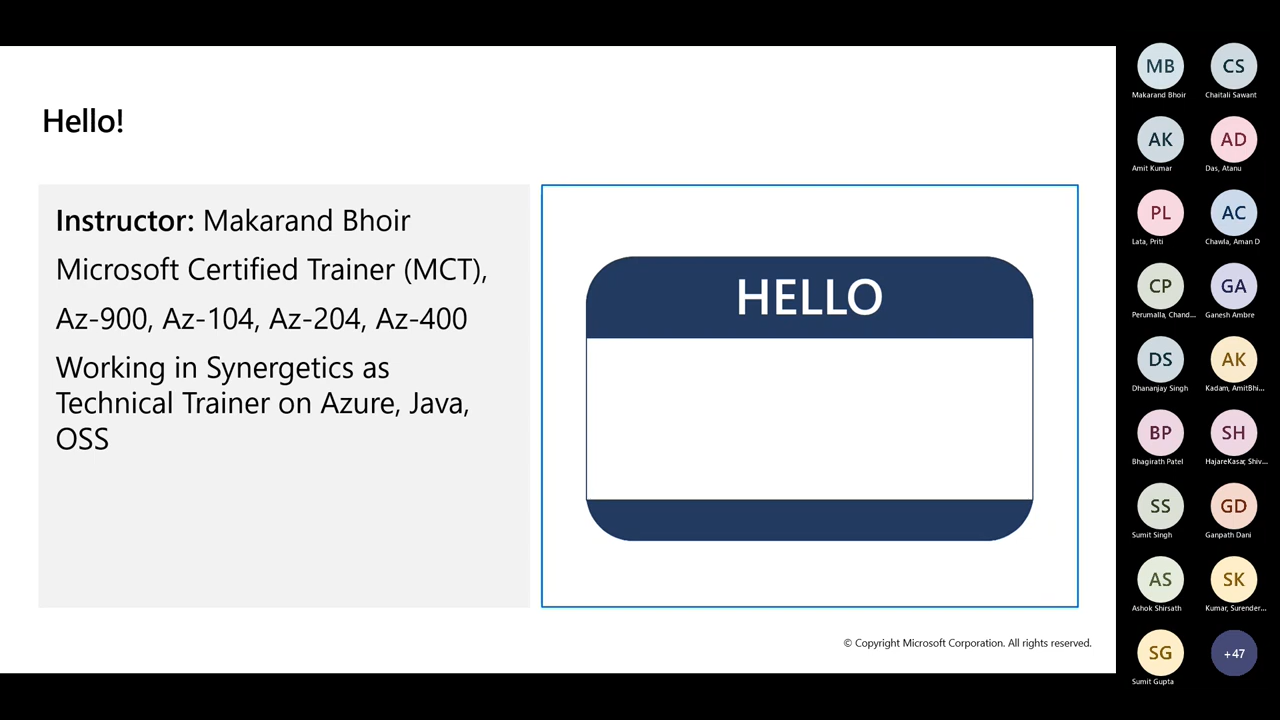 Hello!
Instructor: Makarand Bhoir
Microsoft Certified Trainer (MCT),
Az-900, Az-104, Az-204, Az-400
Working in Synergetics as
Technical Trainer on Azure, Java,
OSS
HELLO
© Copyright Microsoft Corporation. All rights reserved.
MB CS
Makarand Bhoir Chaitali Sawant
AK AD
Amit Kumar Das, Atanu
PL AC
Lata, Priti Chawla, Aman D
CP GA
Perumalla, Chand... Ganesh Ambre
DS AK
Dhananjay Singh Kadam, AmitBhi...
BP SH
Bhagirath Patel HajareKasar, Shiv...
SS GD
Sumit Singh Ganpath Dani
AS SK
Ashok Shirsath Kumar, Surender...
SG +47
Sumit Gupta